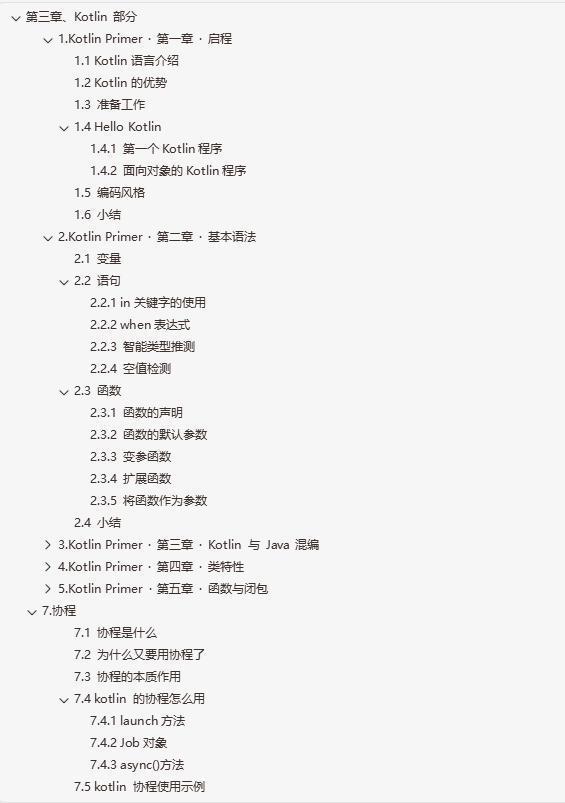 第三章、Kotlin 部分
1.Kotlin Primer · 第一章 · 启程
1.1 Kotlin 语言介绍
1.2 Kotlin 的优势
1.3 准备工作
1.4 Hello Kotlin
1.4.1 第一个 Kotlin 程序
1.4.2 面向对象的 Kotlin 程序
1.5 编码风格
1.6 小结
2.Kotlin Primer · 第二章 · 基本语法
2.1 变量
2.2 语句
2.2.1 in 关键字的使用
2.2.2 when 表达式
2.2.3 智能类型推测
2.2.4 空值检测
2.3 函数
2.3.1 函数的声明
2.3.2 函数的默认参数
2.3.3 变参函数
2.3.4 扩展函数
2.3.5 将函数作为参数
2.4 小结
3.Kotlin Primer · 第三章 · Kotlin 与 Java 混编
4.Kotlin Primer · 第四章 · 类特性
5.Kotlin Primer · 第五章 · 函数与闭包
7.协程
7.1 协程是什么
7.2 为什么又要用协程了
7.3 协程的本质作用
7.4 kotlin 的协程怎么用
7.4.1 launch 方法
7.4.2 Job 对象
7.4.3 async()方法
7.5 kotlin 协程使用示例